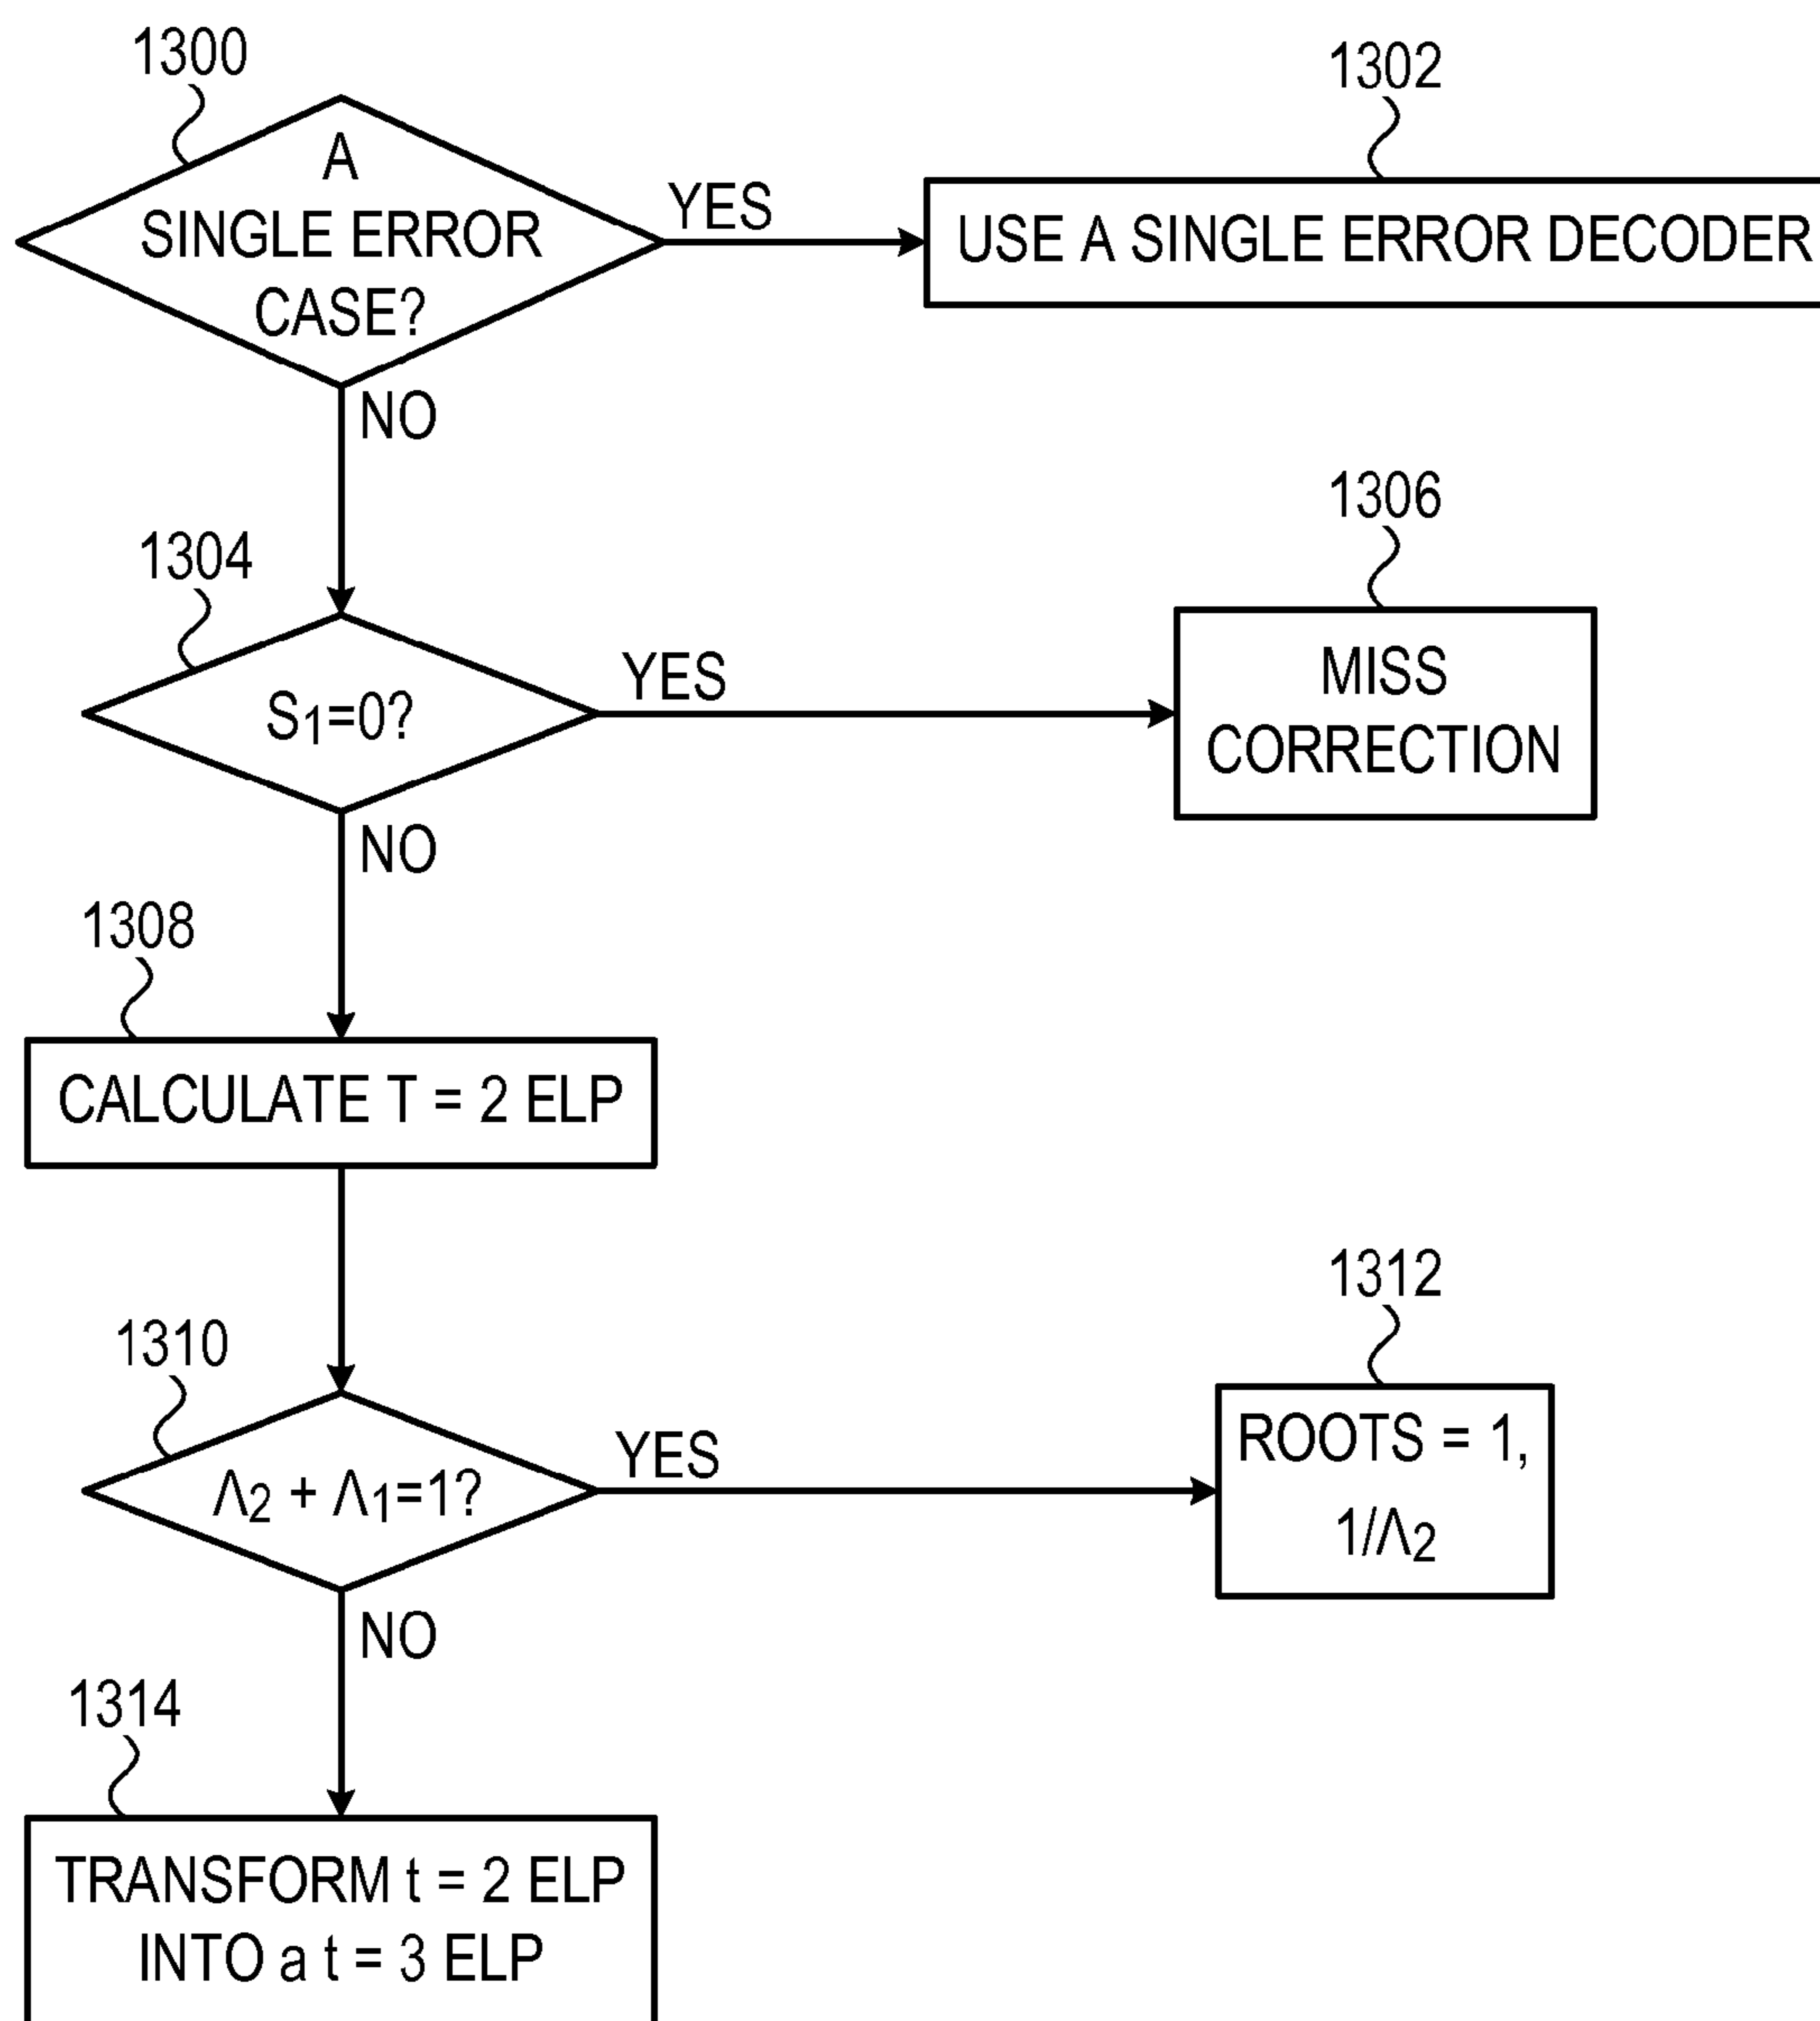 1300
A
SINGLE ERROR
CASE?
YES
NO
1302
USE A SINGLE ERROR DECODER
1304
S₁=0?
YES
NO
1306
MISS
CORRECTION
1308
CALCULATE T = 2 ELP
1310
Λ₂ + Λ₁=1?
YES
NO
1312
ROOTS = 1,
1/Λ₂
1314
TRANSFORM t = 2 ELP
INTO a t = 3 ELP